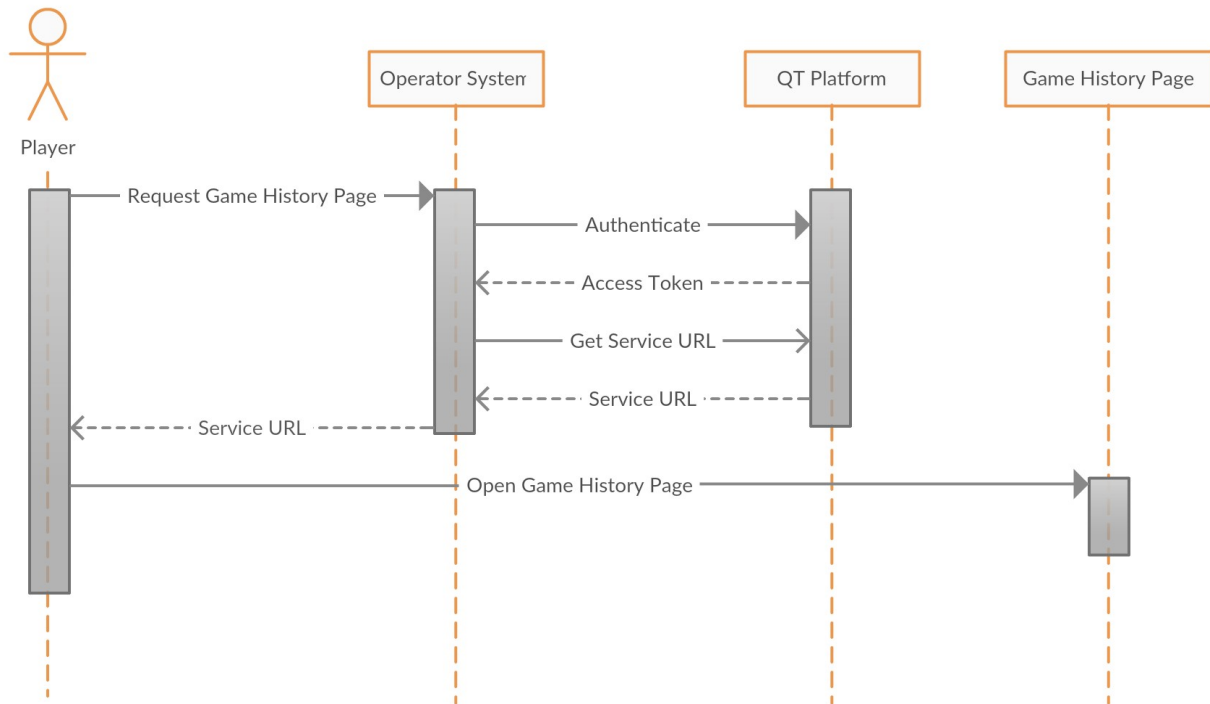 Operator System
QT Platform
Game History Page
Player
Request Game History Page
Authenticate
Access Token
Get Service URL
Service URL
Service URL
Open Game History Page